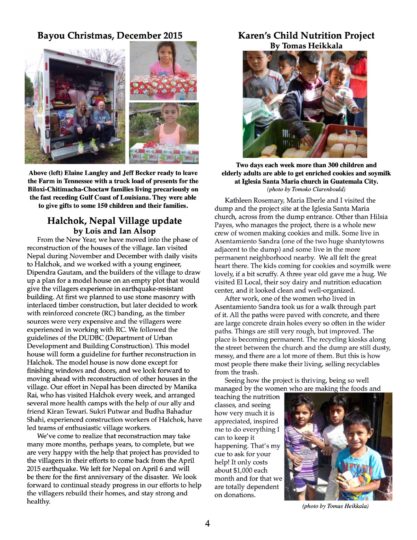 Bayou Christmas, December 2015
Above (left) Elaine Langley and Jeff Becker ready to leave
the Farm in Tennessee with a truck load of presents for the
Biloxi-Chitimacha-Choctaw families living precariously on
the fast receding Gulf Coast of Louisiana. They were able
to give gifts to some 150 children and their families.
Halchok, Nepal Village update
by Lois and Ian Alsop
From the New Year, we have moved into the phase of
reconstruction of the houses of the village. Ian visited
Nepal during November and December with daily visits
to Halchok, and we worked with a young engineer,
Dipendra Gautam, and the builders of the village to draw
up a plan for a model house on an empty plot that would
give the villagers experience in earthquake-resistant
building. At first we planned to use stone masonry with
interlaced timber construction, but later decided to work
with reinforced concrete (RC) banding, as the timber
sources were very expensive and the villagers were
experienced in working with RC. We followed the
guidelines of the DUDBC (Department of Urban
Development and Building Construction). This model
house will form a guideline for further reconstruction in
Halchok. The model house is now done except for
finishing windows and doors, and we look forward to
moving ahead with reconstruction of other houses in the
village. Our effort in Nepal has been directed by Manika
Rai, who has visited Halchok every week, and arranged
several more health camps with the help of our ally and
friend Kiran Tewari. Sukri Putwar and Budha Bahadur
Shahi, experienced construction workers of Halchok, have
led teams of enthusiastic village workers.
We've come to realize that reconstruction may take
many more months, perhaps years, to complete, but we
are very happy with the help that project has provided to
the villagers in their efforts to come back from the April
2015 earthquake. We left for Nepal on April 6 and will
be there for the first anniversary of the disaster. We look
forward to continual steady progress in our efforts to help
the villagers rebuild their homes, and stay strong and
healthy.
Karen's Child Nutrition Project
By Tomas Heikkala
Two days each week more than 300 children and
elderly adults are able to get enriched cookies and soymilk
at Iglesia Santa Maria church in Guatemala City.
(photo by Tomoko Clarenbould)
Kathleen Rosemary, Maria Eberle and I visited the
dump and the project site at the Iglesia Santa Maria
church, across from the dump entrance. Other than Hilsia
Payes, who manages the project, there is a whole new
crew of women making cookies and milk. Some live in
Asentamiento Sandra (one of the two huge shantytowns
adjacent to the dump) and some live in the more
permanent neighborhood nearby. We all felt the great
heart there. The kids coming for cookies and soymilk were
lovely, if a bit scruffy. A three year old gave me a hug. We
visited El Local, their soy dairy and nutrition education
center, and it looked clean and well-organized.
After work, one of the women who lived in
Asentamiento Sandra took us for a walk through part
of it. All the paths were paved with concrete, and there
are large concrete drain holes every so often in the wider
paths. Things are still very rough, but improved. The
place is becoming permanent. The recycling kiosks along
the street between the church and the dump are still dusty,
messy, and there are a lot more of them. But this is how
most people there make their living, selling recyclables
from the trash.
Seeing how the project is thriving, being so well
managed by the women who are making the foods and
teaching the nutrition
classes, and seeing
how very much it is
appreciated, inspired
me to do everything I
can to keep it
happening. That's my
cue to ask for your
help! It only costs
about $1,000 each
month and for that we
are totally dependent
on donations.
(photo by Tomas Heikkala)
4